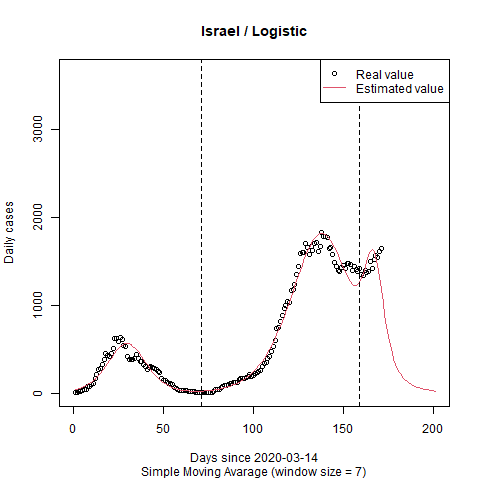 Israel / Logistic
Real value
Estimated value
Daily cases
3000
2000
1000
0
0
50
100
150
200
Days since 2020-03-14
Simple Moving Avarage (window size = 7)